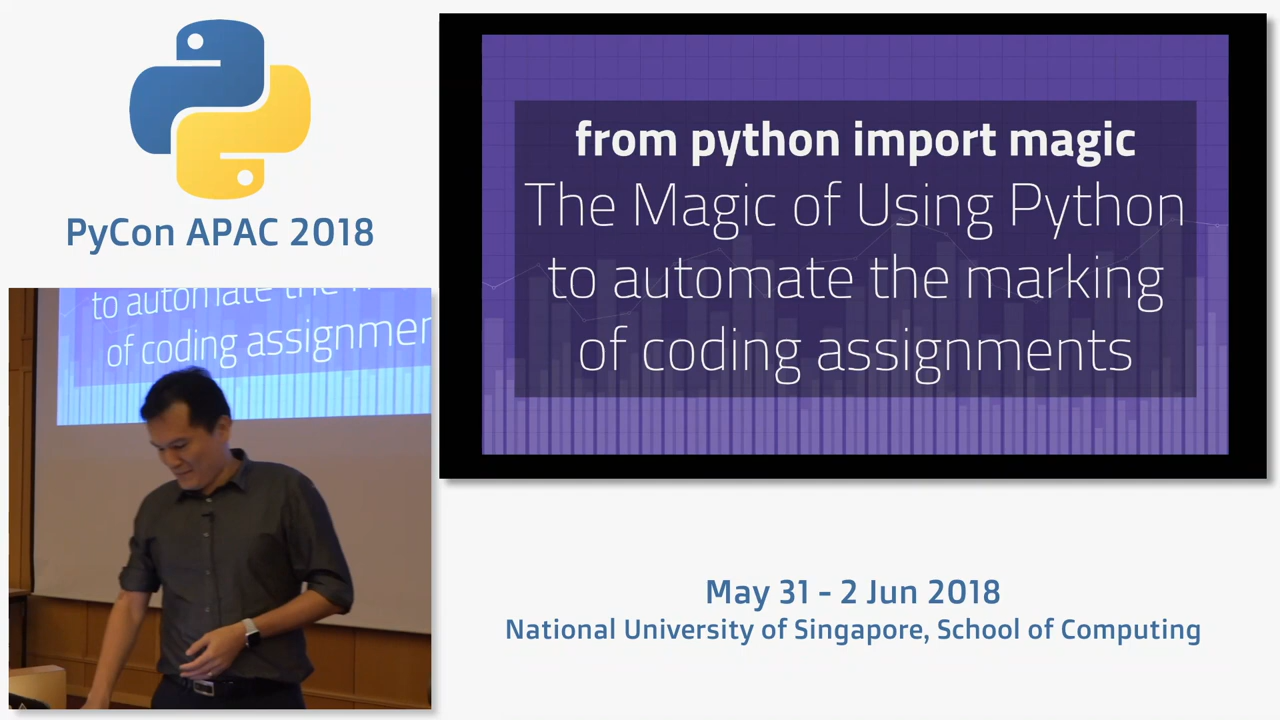 PyCon APAC 2018
from python import magic
The Magic of Using Python
to automate the marking
of coding assignments
to automate the
of coding assignmen
May 31 - 2 Jun 2018
National University of Singapore, School of Computing